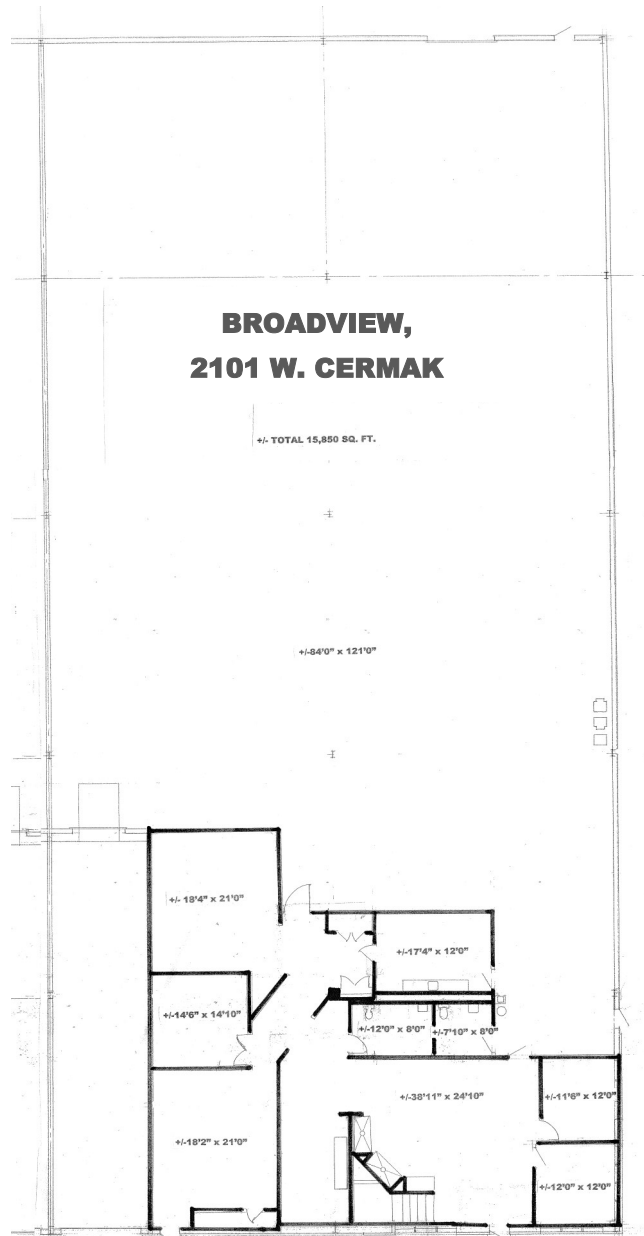 BROADVIEW,
2101 W. CERMAK
+/- TOTAL 15,850 SQ. FT.
+/-84'0" x 121'0"
+/- 18'4" x 21'0"
+/-17'4" x 12'0"
+/-14'6" x 14'10"
+/-12'0" x 8'0"
+/-7'10" x 8'0"
+/-38'11" x 24'10"
+/-11'6" x 12'0"
+/-18'2" x 21'0"
+/-12'0" x 12'0"